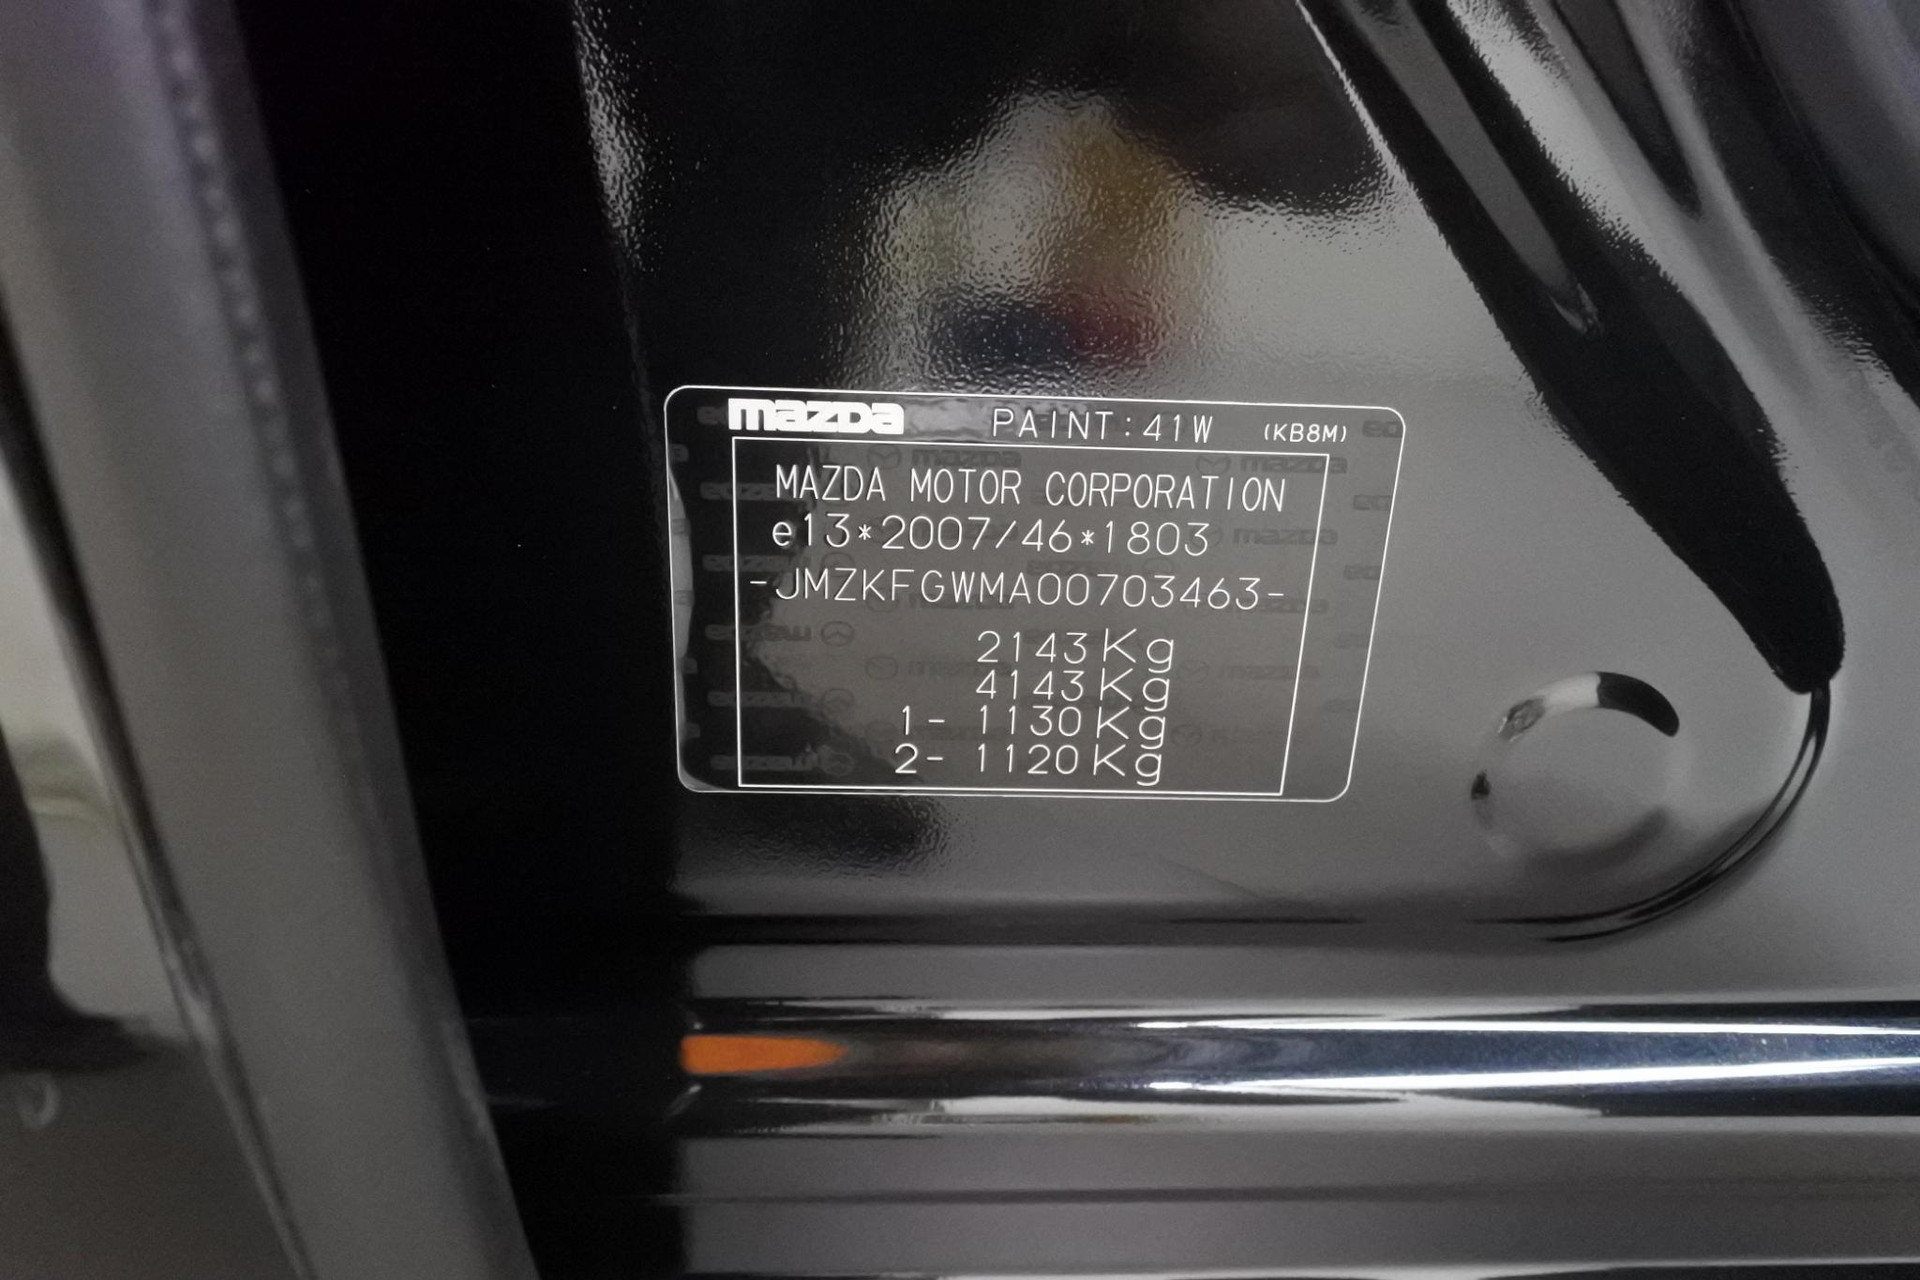 mazda PAINT:41W (KB8M)
MAZDA MOTOR CORPORATION
e13*2007/46*1803
-JMZKFGWMA00703463-
2143Kg
4143Kg
1- 1130Kg
2- 1120Kg